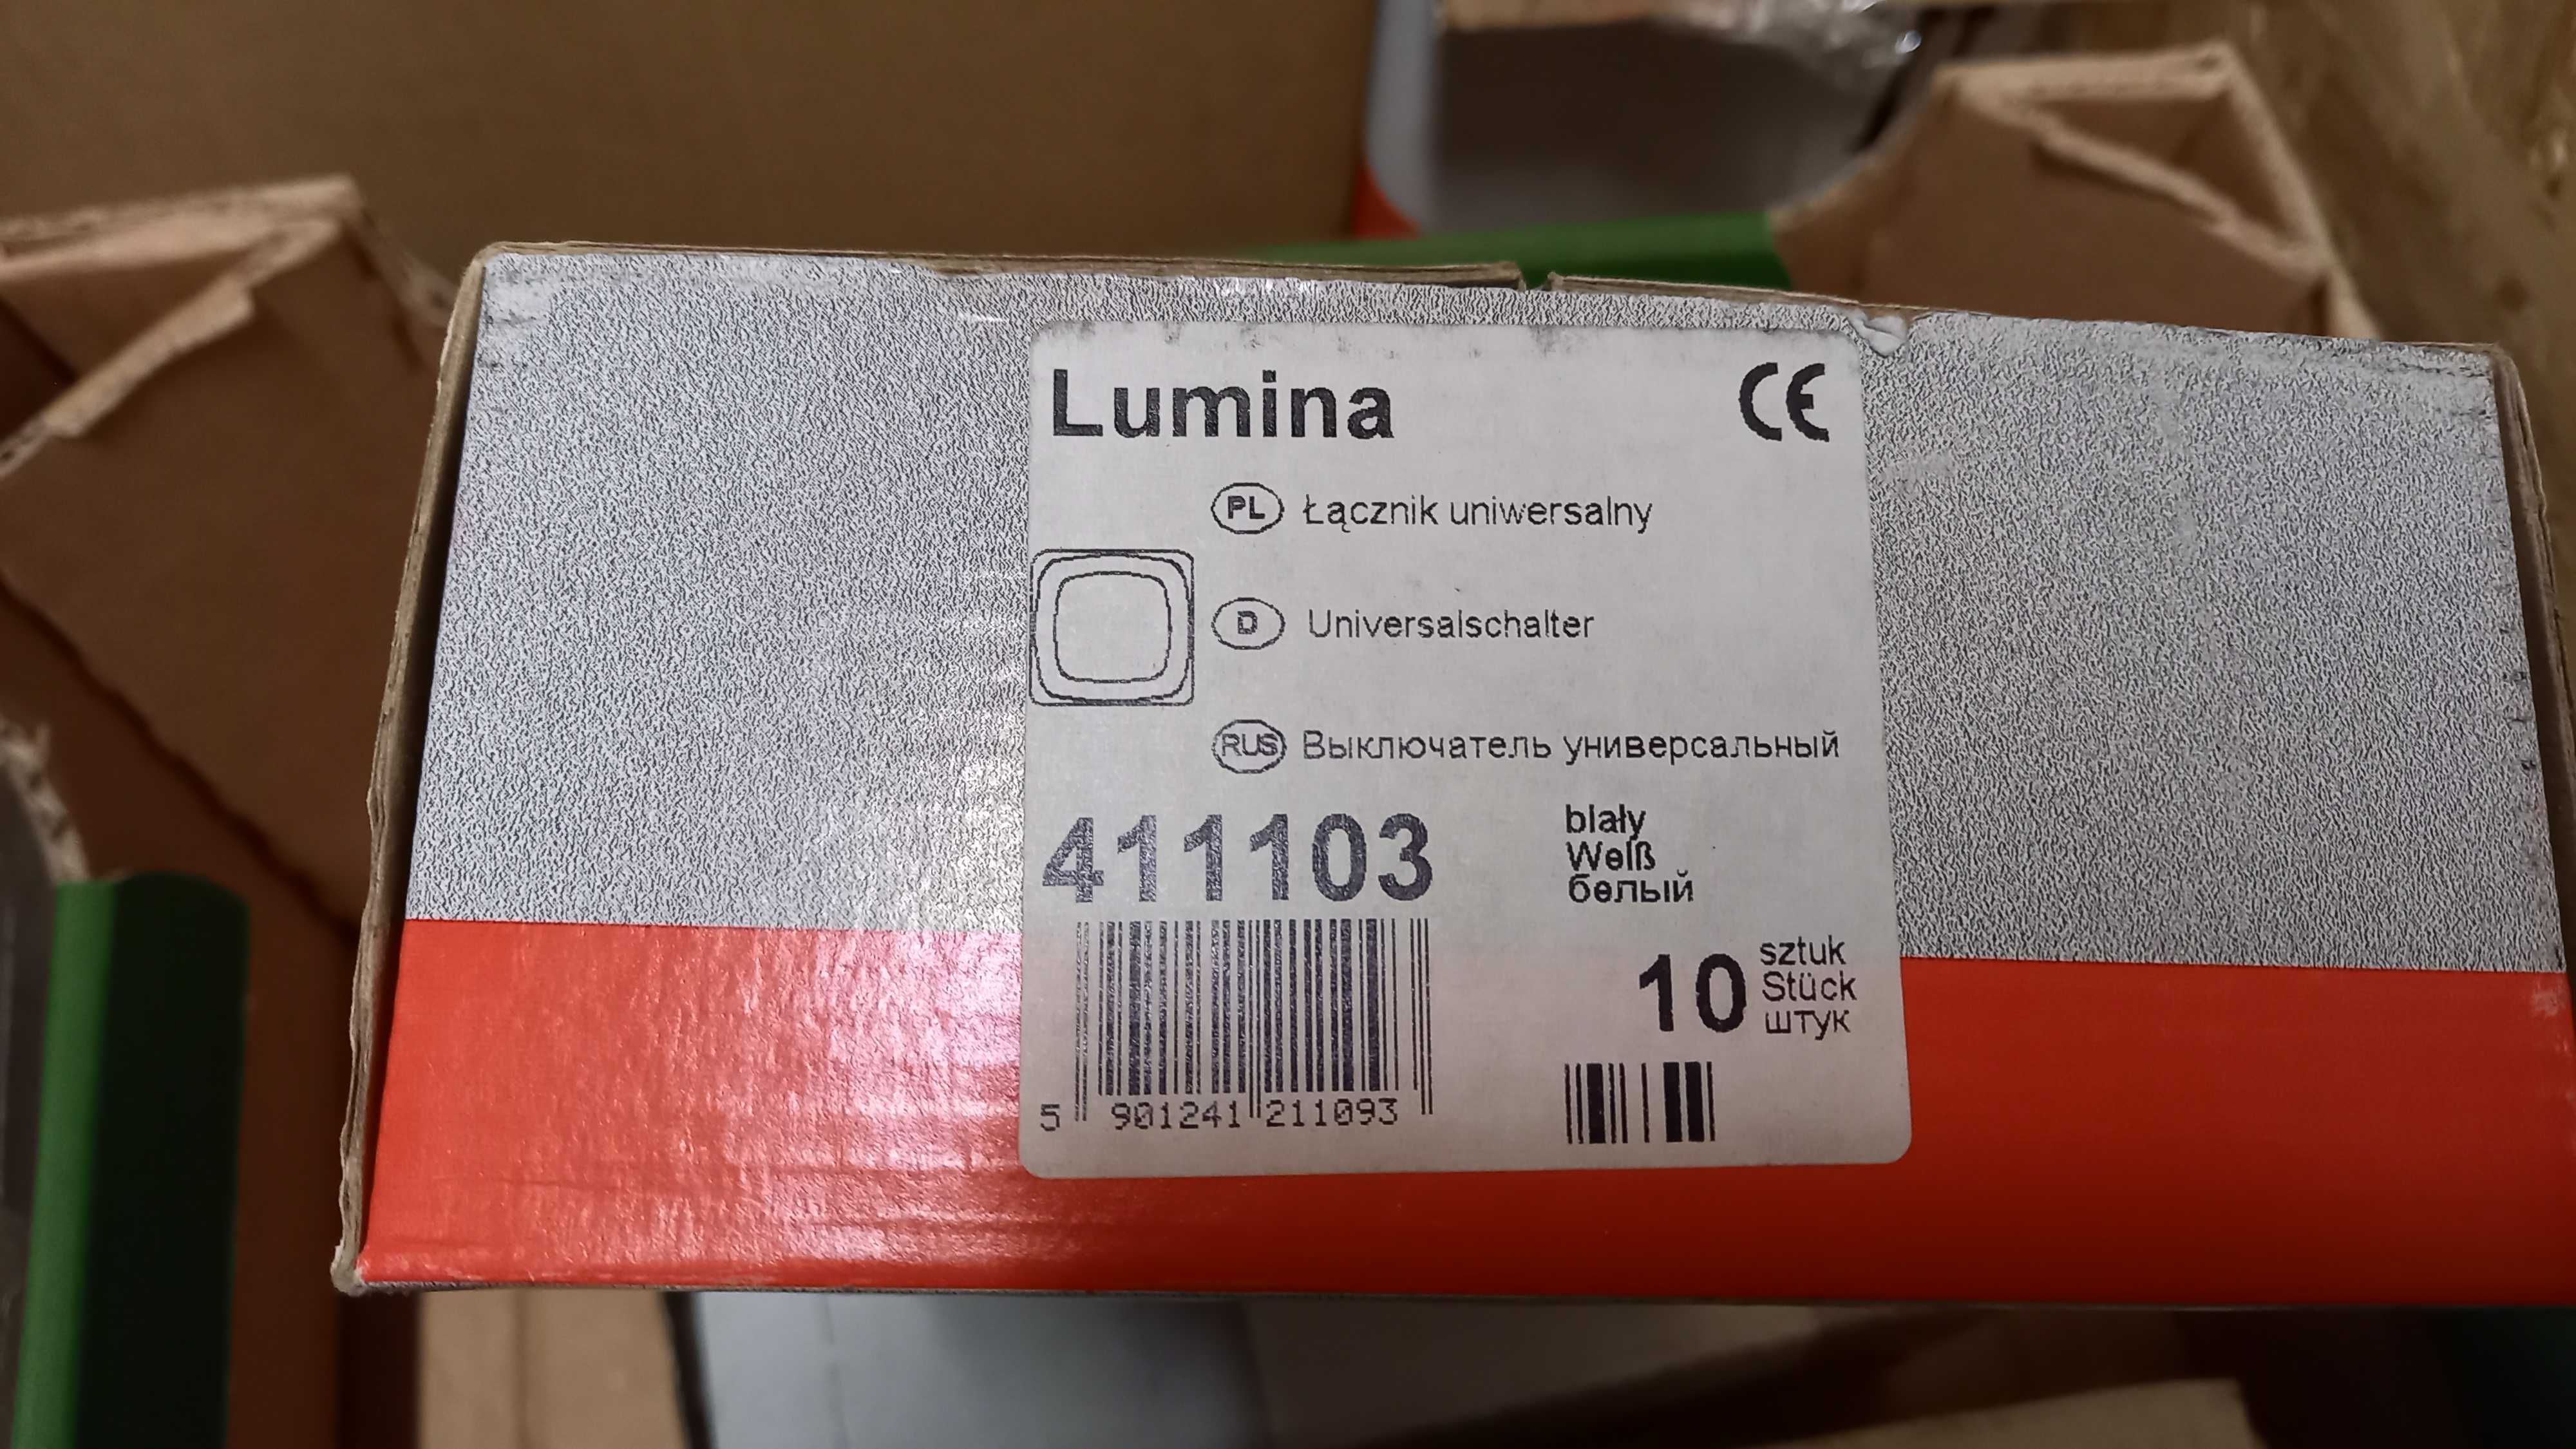 Lumina CE
PL Łącznik uniwersalny
D Universalschalter
RUS Выключатель универсальный
411103
biały
Weiß
белый
10 sztuk
Stück
штук
5 901241 211093